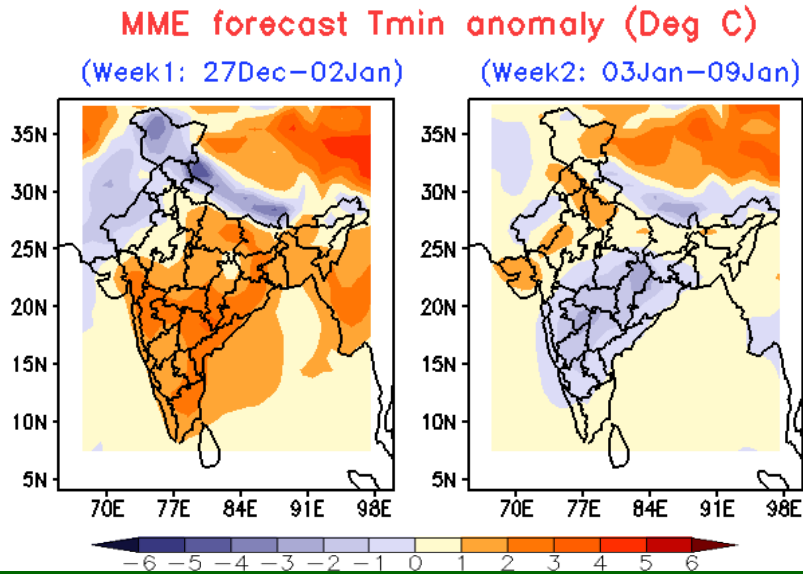 MME forecast Tmin anomaly (Deg C)
(Week1: 27Dec-02Jan)
(Week2: 03Jan-09Jan)
35N
30N
25N
20N
15N
10N
5N
70E 77E 84E 91E 98E
35N
30N
25N
20N
15N
10N
5N
70E 77E 84E 91E 98E
-6 -5 -4 -3 -2 -1 0 1 2 3 4 5 6